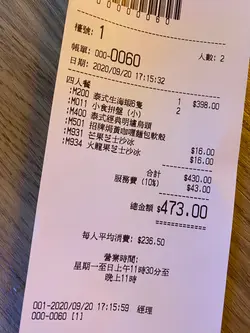 檯號: 1
帳單: 000-0060 人數: 2
日期: 2020/09/20 17:15:32
四人餐 1 $398.00
:M200 泰式生海蝦6隻 2
:M011 小食拼盤 (小)
:M400 泰式經典明爐烏頭
:M501 招牌焗黃咖喱麵包軟殼
M931 芒果芝士沙冰 $16.00
M934 火龍果芝士沙冰 $16.00
合計 $430.00
服務費 (10%) $43.00
總金額 $473.00
每人平均消費: $236.50
營業時間:
星期一至日上午11時30分至
晚上11時
001-2020/09/20 17:15:59 經理
000-0060 [1]